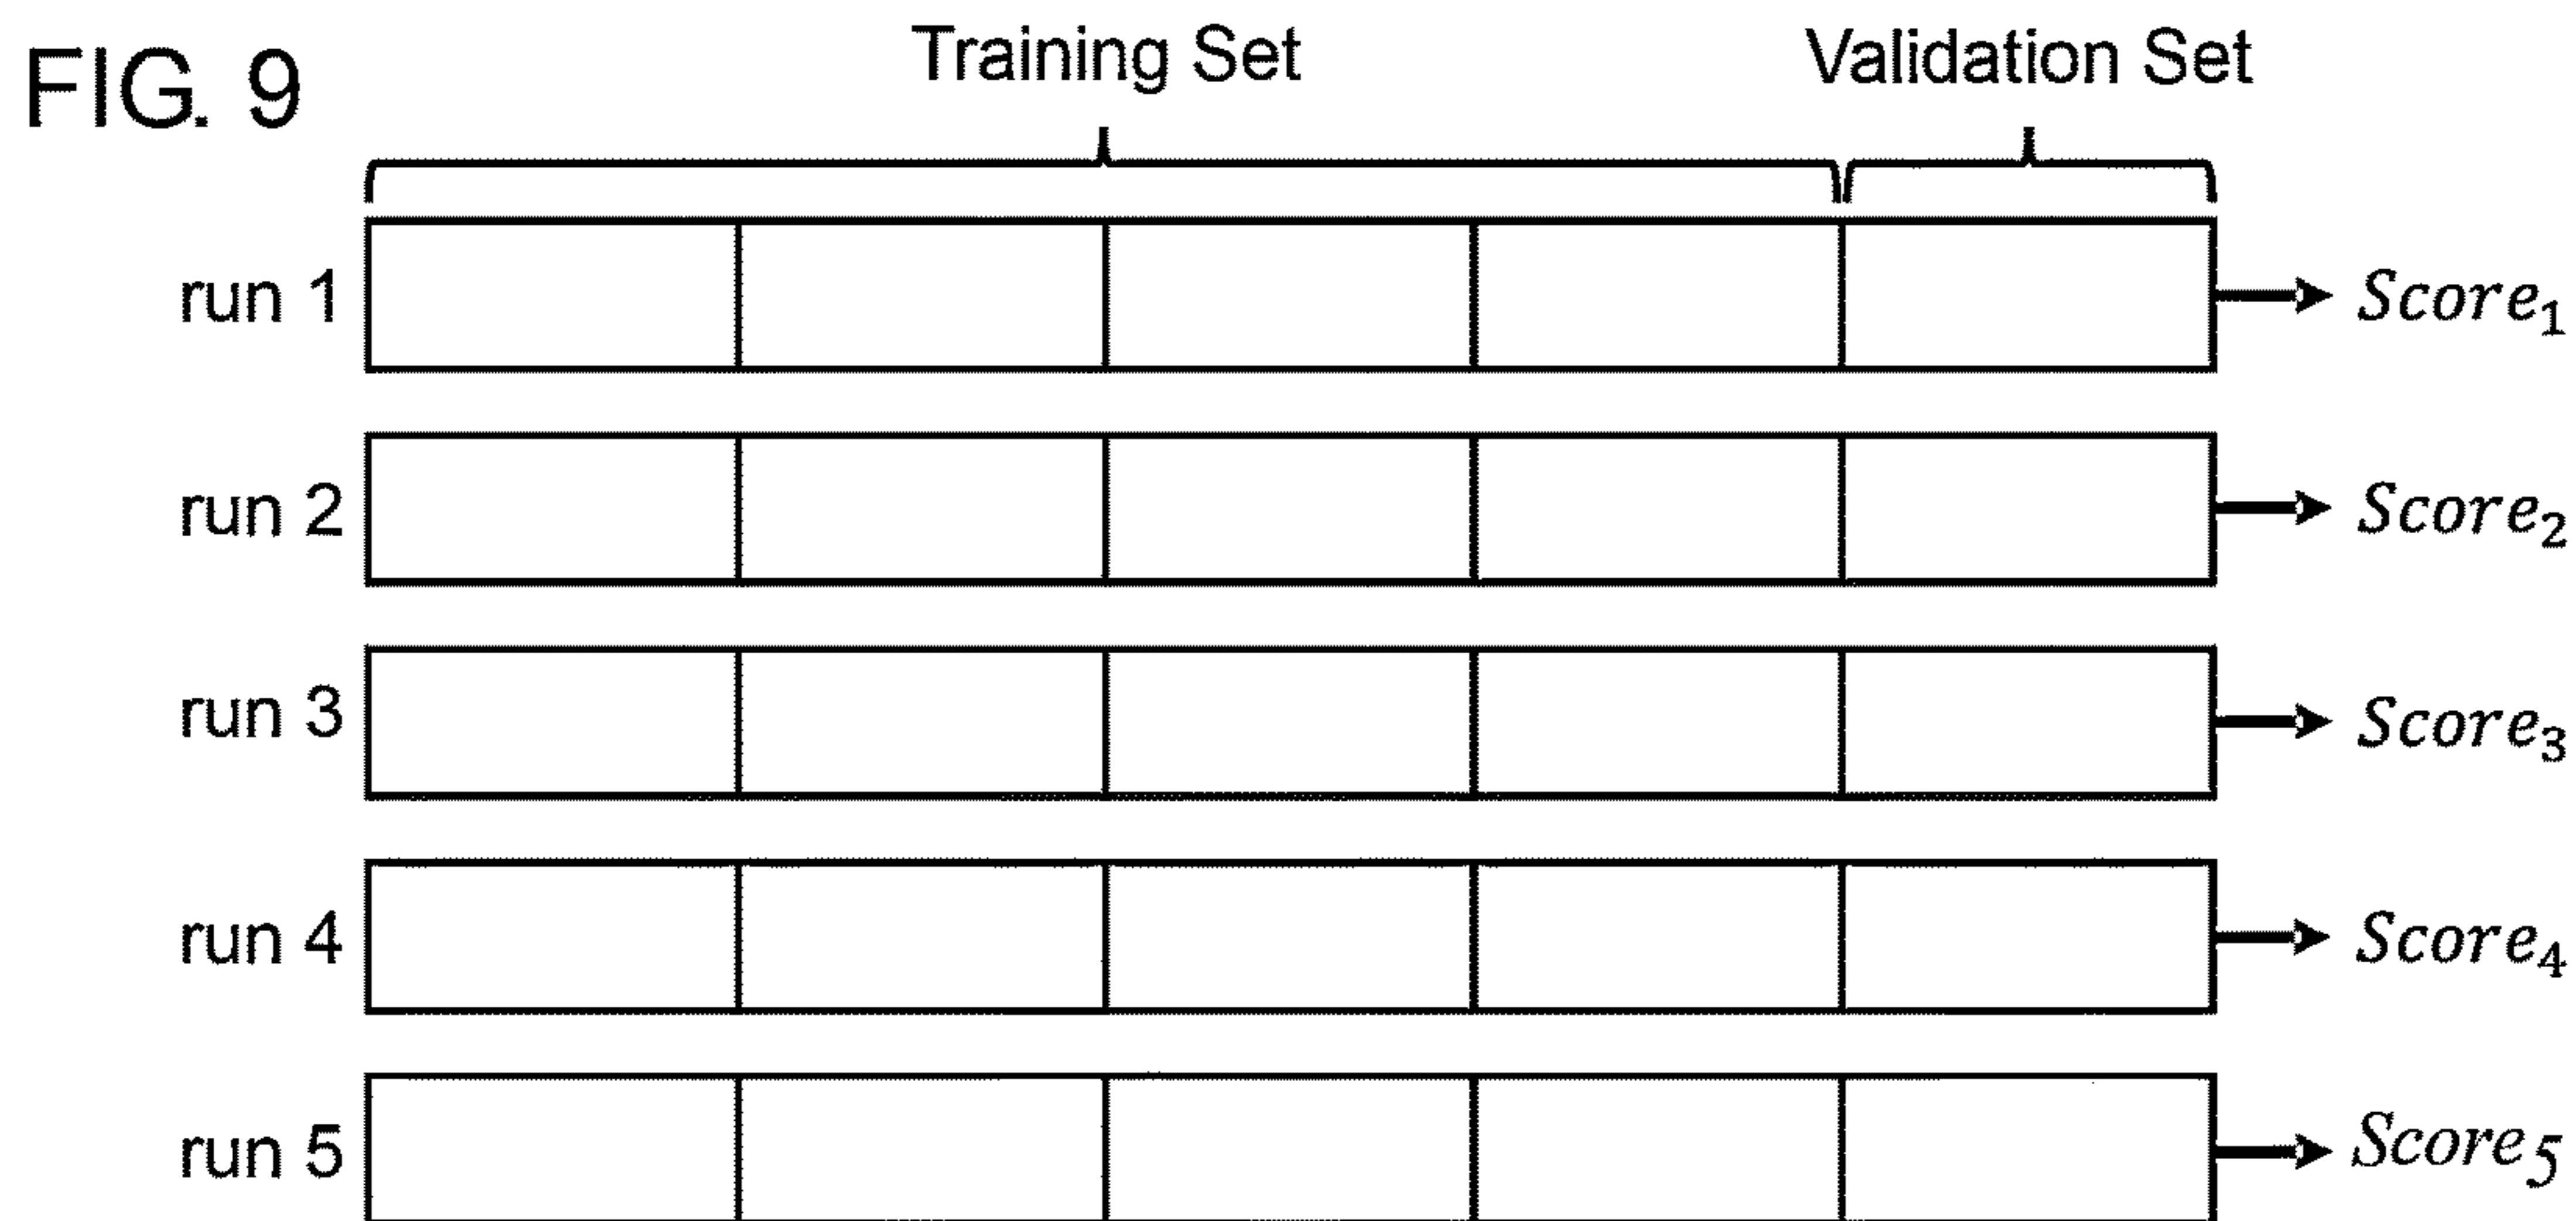 FIG. 9
Training Set
Validation Set
run 1
Score₁
run 2
Score₂
run 3
Score₃
run 4
Score₄
run 5
Score₅